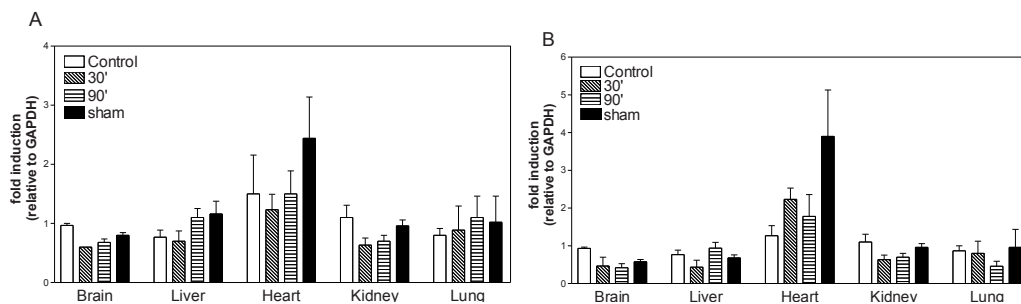 A
fold induction
(relative to GAPDH)
4
3
2
1
0
Control
30'
90'
sham
Brain Liver Heart Kidney Lung
B
fold induction
(relative to GAPDH)
6
5
4
3
2
1
0
Control
30'
90'
sham
Brain Liver Heart Kidney Lung